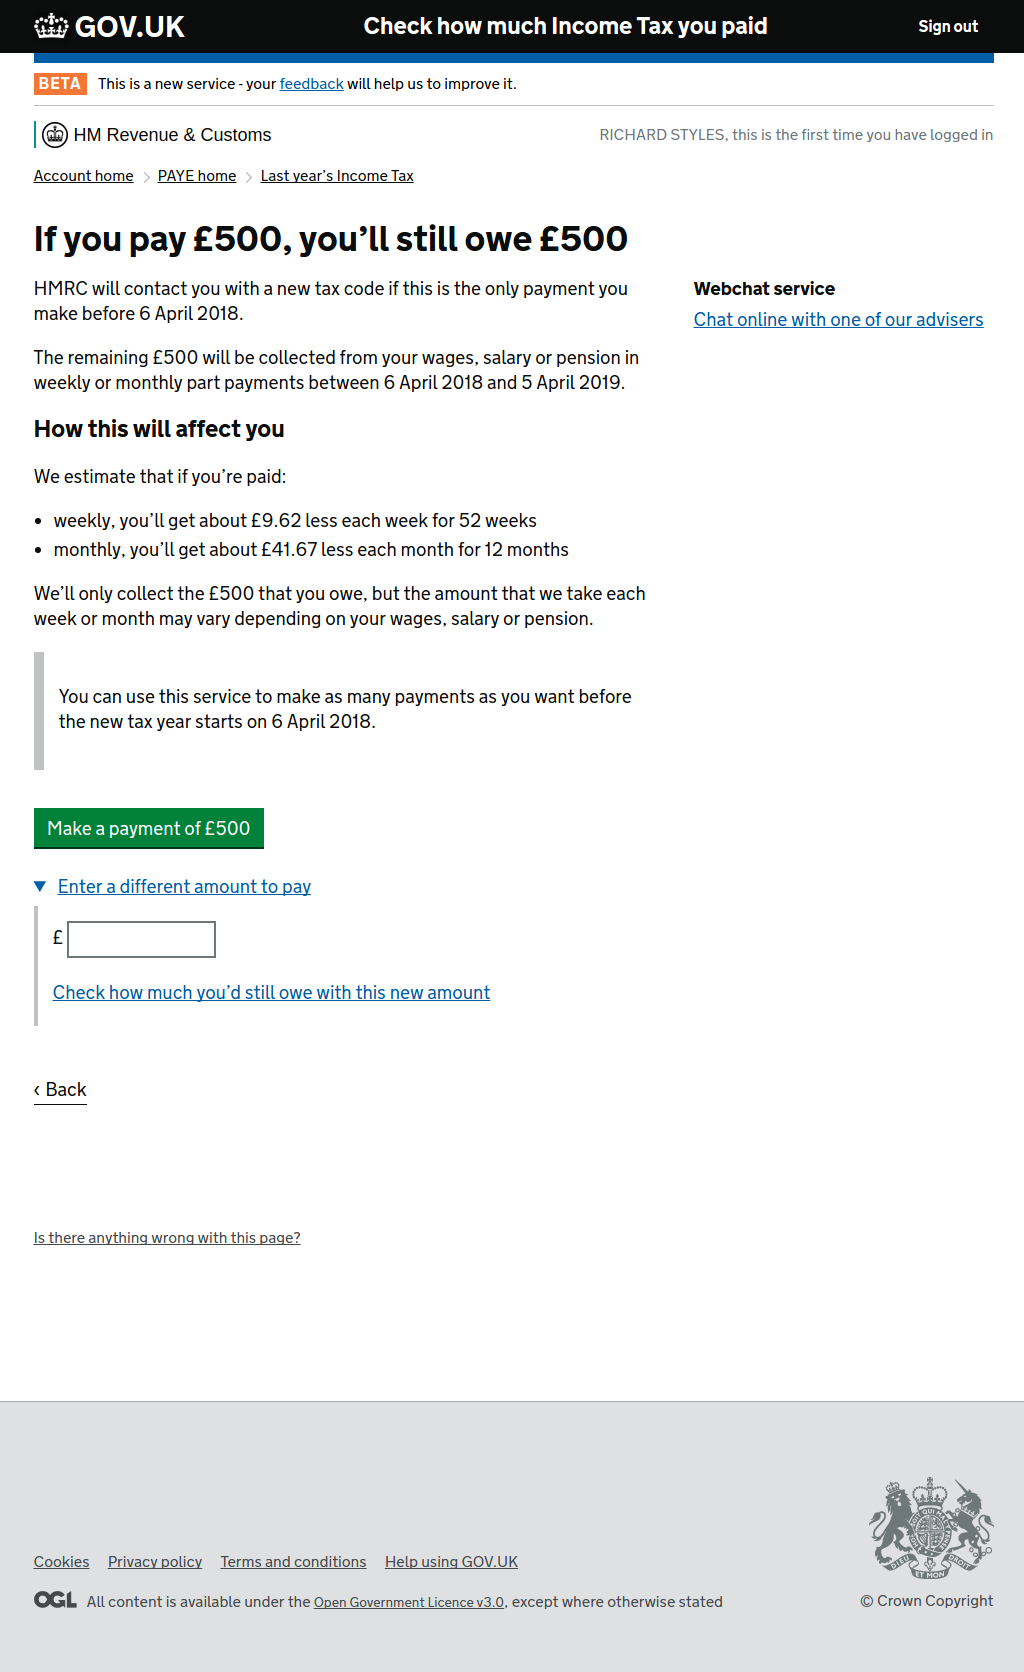 GOV.UK
Check how much Income Tax you paid
Sign out
BETA This is a new service - your feedback will help us to improve it.
HM Revenue & Customs
RICHARD STYLES, this is the first time you have logged in
Account home
PAYE home
Last year’s Income Tax
If you pay £500, you’ll still owe £500
HMRC will contact you with a new tax code if this is the only payment you
make before 6 April 2018.
The remaining £500 will be collected from your wages, salary or pension in
weekly or monthly part payments between 6 April 2018 and 5 April 2019.
How this will affect you
We estimate that if you’re paid:
• weekly, you’ll get about £9.62 less each week for 52 weeks
• monthly, you’ll get about £41.67 less each month for 12 months
We’ll only collect the £500 that you owe, but the amount that we take each
week or month may vary depending on your wages, salary or pension.
You can use this service to make as many payments as you want before
the new tax year starts on 6 April 2018.
Make a payment of £500
Enter a different amount to pay
£
Check how much you’d still owe with this new amount
‹ Back
Webchat service
Chat online with one of our advisers
Is there anything wrong with this page?
Cookies Privacy policy Terms and conditions Help using GOV.UK
OGL All content is available under the Open Government Licence v3.0, except where otherwise stated
DIEU ET MON DROIT
© Crown Copyright